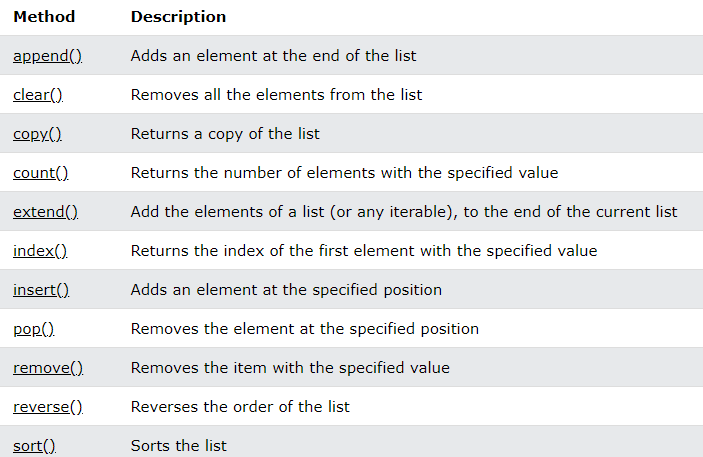 Method Description
append() Adds an element at the end of the list
clear() Removes all the elements from the list
copy() Returns a copy of the list
count() Returns the number of elements with the specified value
extend() Add the elements of a list (or any iterable), to the end of the current list
index() Returns the index of the first element with the specified value
insert() Adds an element at the specified position
pop() Removes the element at the specified position
remove() Removes the item with the specified value
reverse() Reverses the order of the list
sort() Sorts the list